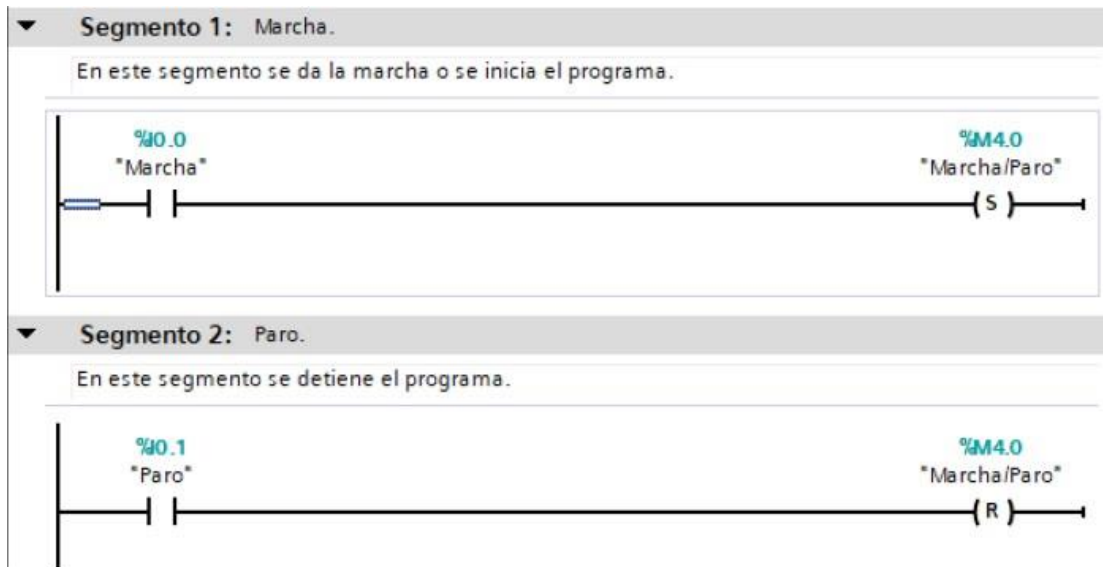 Segmento 1: Marcha.
En este segmento se da la marcha o se inicia el programa.
%I0.0 %M4.0
"Marcha" "Marcha/Paro"
S
Segmento 2: Paro.
En este segmento se detiene el programa.
%I0.1 %M4.0
"Paro" "Marcha/Paro"
R